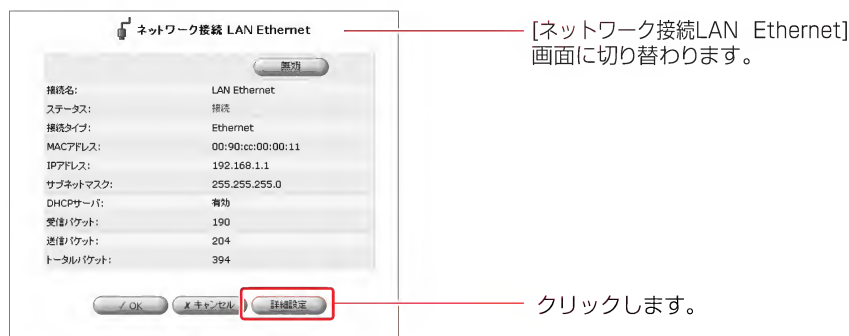 ネットワーク接続 LAN Ethernet
[ネットワーク接続LAN Ethernet]
画面に切り替わります。
無効
接続名: LAN Ethernet
ステータス: 接続
接続タイプ: Ethernet
MACアドレス: 00:90:cc:00:00:11
IPアドレス: 192.168.1.1
サブネットマスク: 255.255.255.0
DHCPサーバ: 有効
受信パケット: 190
送信パケット: 204
トータルパケット: 394
✓ OK ✗ キャンセル 詳細設定
クリックします。